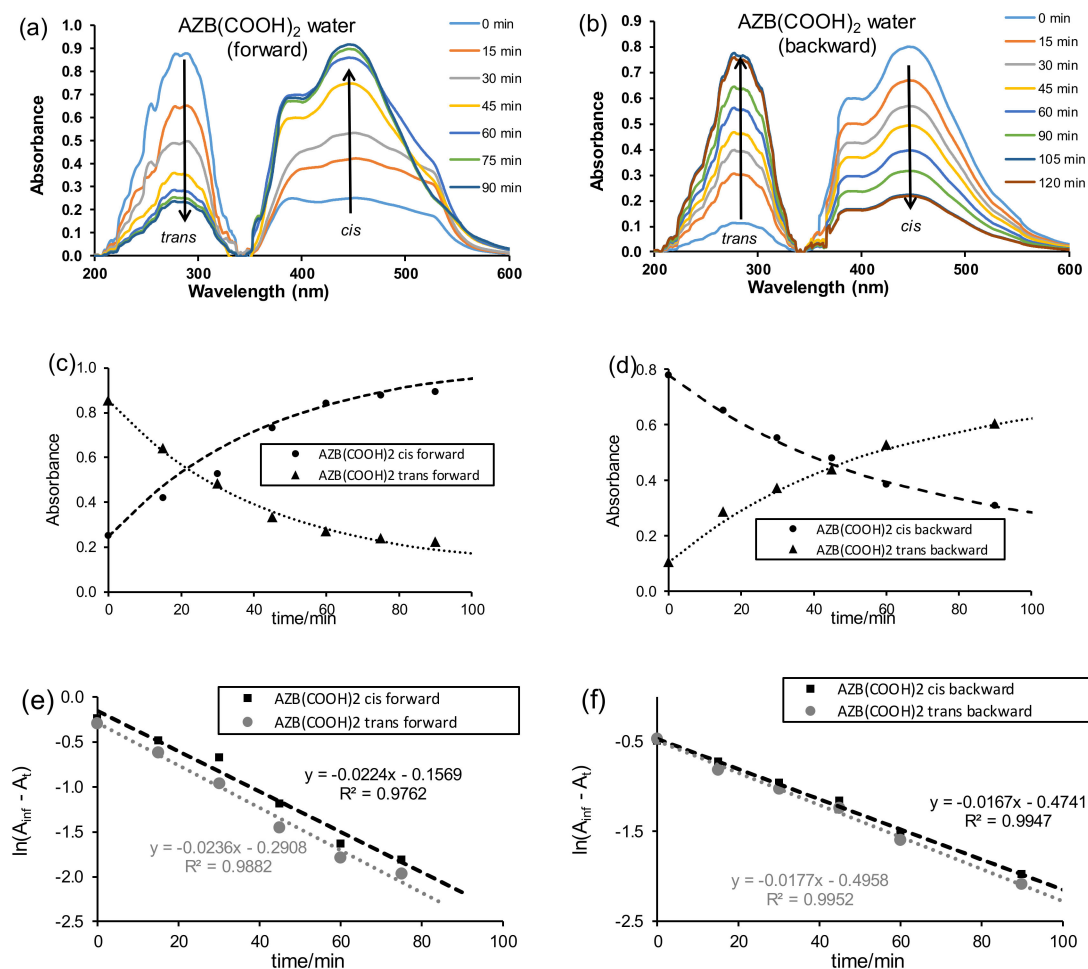 (a)
AZB(COOH)2 water
(forward)
Absorbance
1.0
0.9
0.8
0.7
0.6
0.5
0.4
0.3
0.2
0.1
0.0
200
300
400
500
600
Wavelength (nm)
trans
cis
0 min
15 min
30 min
45 min
60 min
75 min
90 min
(b)
AZB(COOH)2 water
(backward)
Absorbance
0.9
0.8
0.7
0.6
0.5
0.4
0.3
0.2
0.1
0.0
200
300
400
500
600
Wavelength (nm)
trans
cis
0 min
15 min
30 min
45 min
60 min
90 min
105 min
120 min
(c)
Absorbance
1.0
0.8
0.6
0.4
0.2
0.0
0
20
40
60
80
100
time/min
AZB(COOH)2 cis forward
AZB(COOH)2 trans forward
(d)
Absorbance
0.8
0.6
0.4
0.2
0.0
0
20
40
60
80
100
time/min
AZB(COOH)2 cis backward
AZB(COOH)2 trans backward
(e)
ln(Ainf - At)
0.0
-0.5
-1.0
-1.5
-2.0
-2.5
0
20
40
60
80
100
time/min
AZB(COOH)2 cis forward
AZB(COOH)2 trans forward
y = -0.0224x - 0.1569
R² = 0.9762
y = -0.0236x - 0.2908
R² = 0.9882
(f)
ln(Ainf - At)
-0.5
-1.5
-2.5
0
20
40
60
80
100
time/min
AZB(COOH)2 cis backward
AZB(COOH)2 trans backward
y = -0.0167x - 0.4741
R² = 0.9947
y = -0.0177x - 0.4958
R² = 0.9952